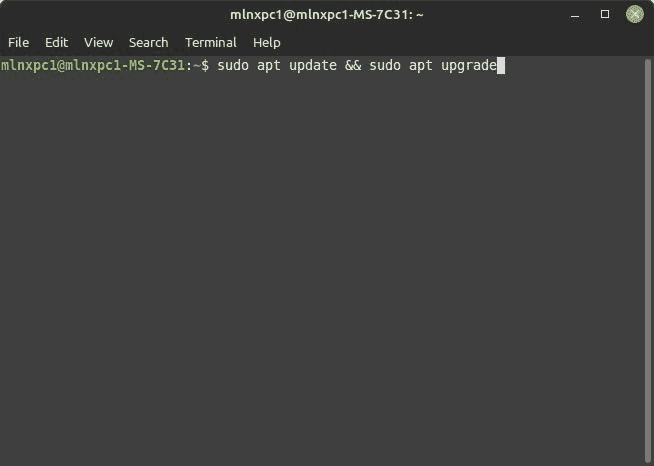 mlnxpc1@mlnxpc1-MS-7C31: ~
File Edit View Search Terminal Help
mlnxpc1@mlnxpc1-MS-7C31:~$ sudo apt update && sudo apt upgrade